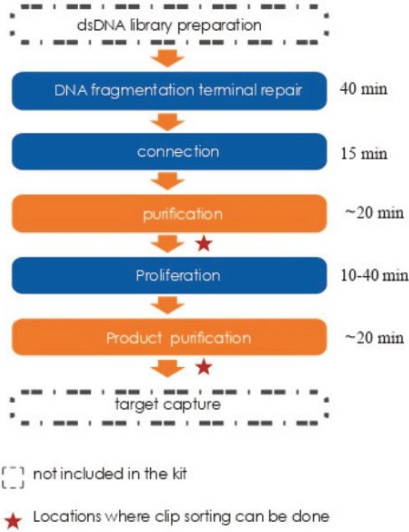 dsDNA library preparation
DNA fragmentation terminal repair 40 min
connection 15 min
purification ~20 min
Proliferation 10-40 min
Product purification ~20 min
target capture
not included in the kit
Locations where clip sorting can be done